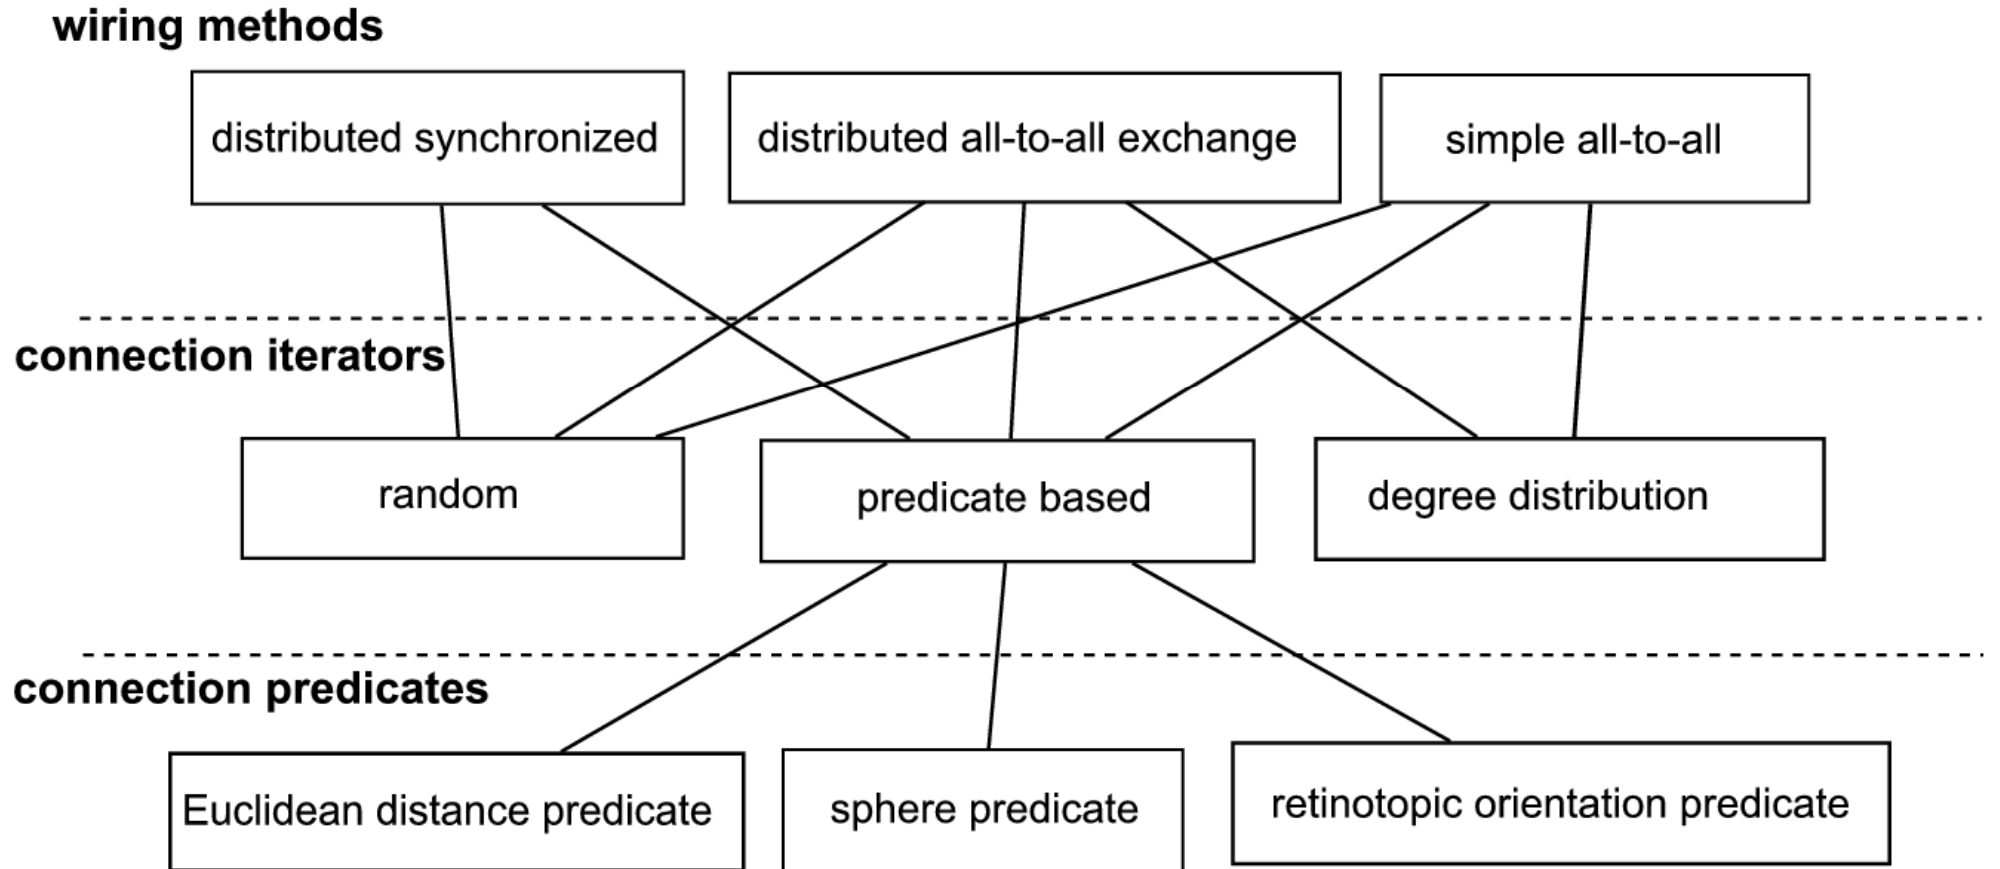 wiring methods
distributed synchronized
distributed all-to-all exchange
simple all-to-all
connection iterators
random
predicate based
degree distribution
connection predicates
Euclidean distance predicate
sphere predicate
retinotopic orientation predicate